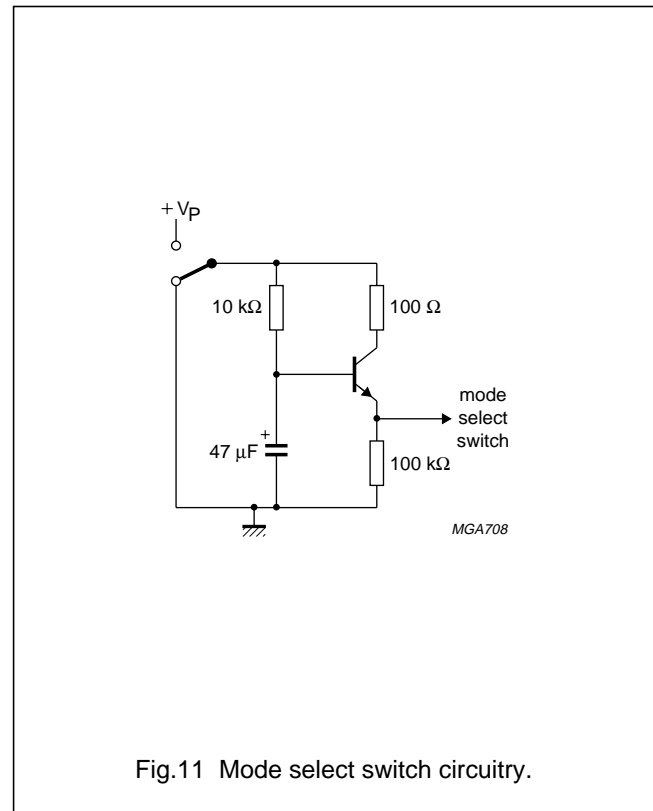 + VP
10 kΩ
100 Ω
mode
select
switch
47 µF
+
100 kΩ
MGA708
Fig.11 Mode select switch circuitry.